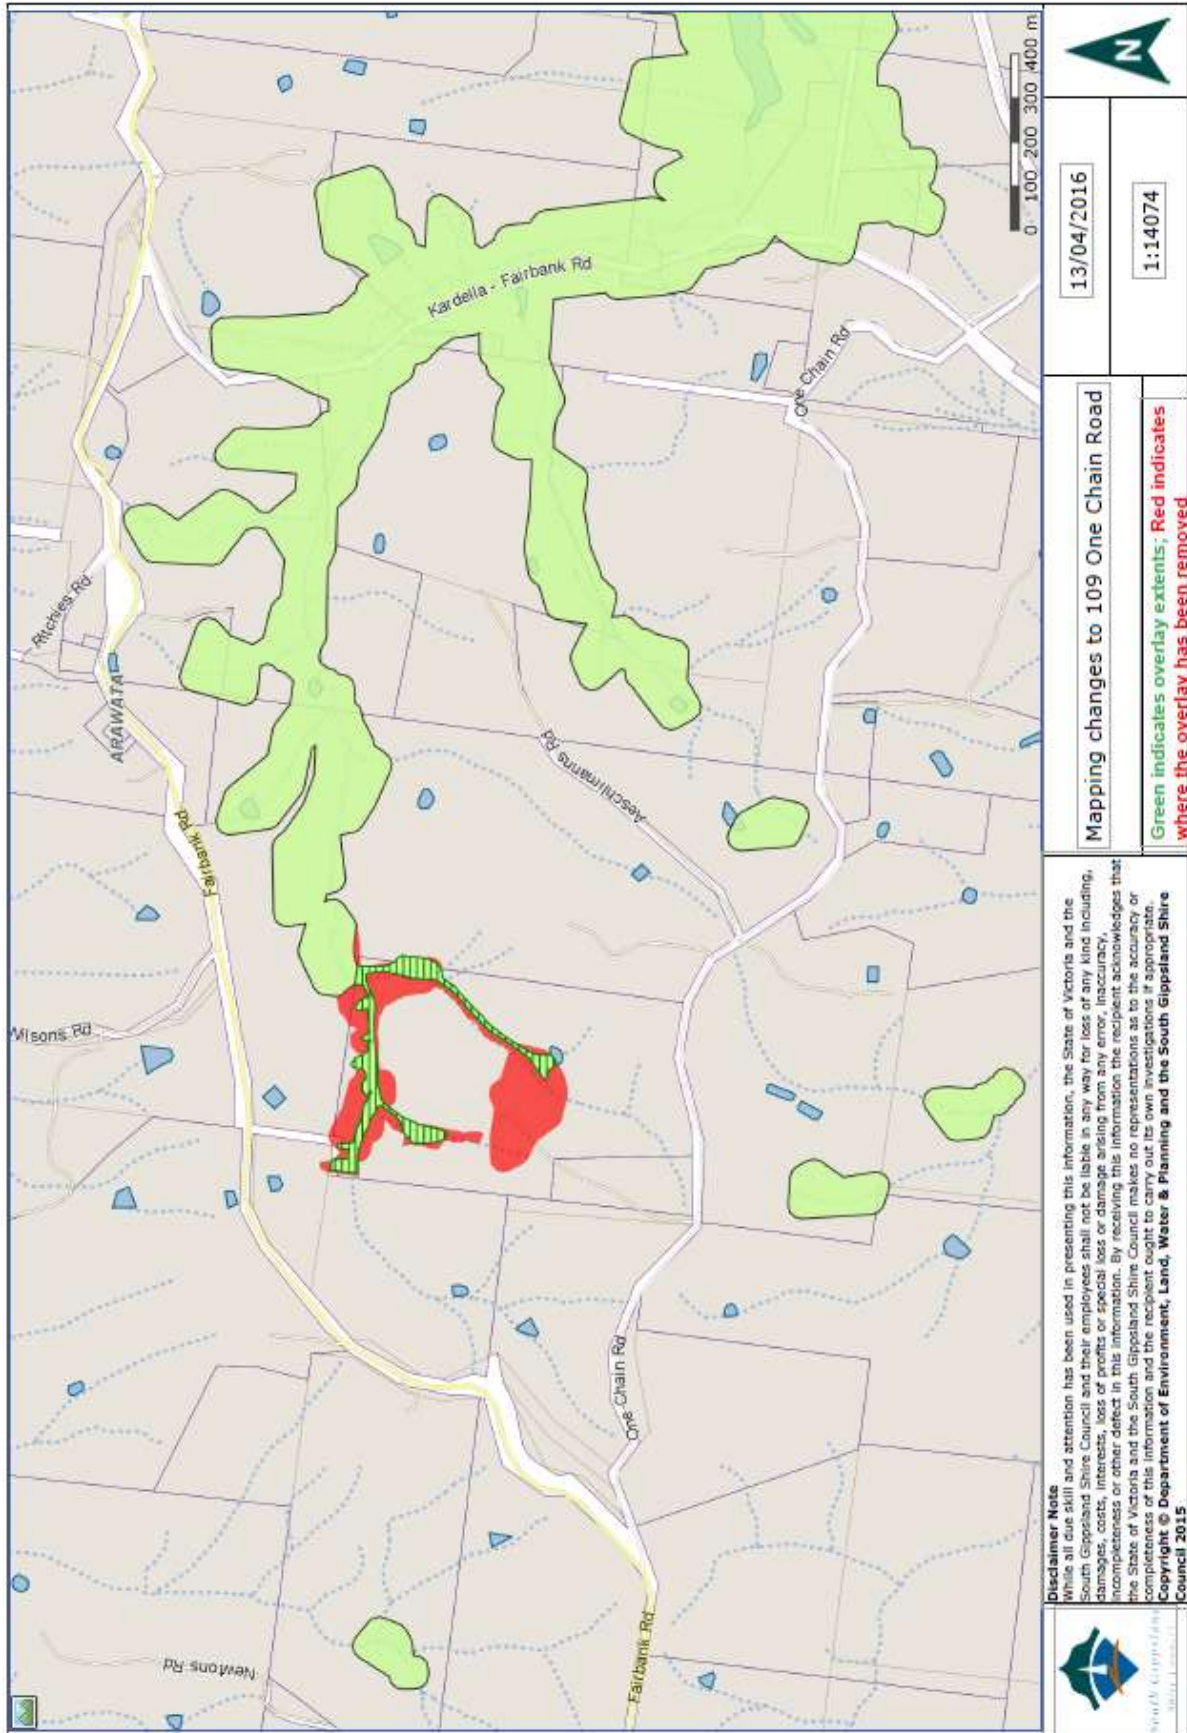 Ritchies Rd
ARAWATA
Fairbank Rd
Wilsons Rd
Kardella - Fairbank Rd
Aeschlimanns Rd
One Chain Rd
One Chain Rd
Newtons Rd
Fairbank Rd
0 100 200 300 400 m
Disclaimer Note
While all due skill and attention has been used in presenting this information, the State of Victoria and the
South Gippsland Shire Council and their employees shall not be liable in any way for loss of any kind including,
damages, costs, interests, loss of profits or special loss or damage arising from any error, inaccuracy,
incompleteness or other defect in this information. By receiving this information the recipient acknowledges that
the State of Victoria and the South Gippsland Shire Council makes no representations as to the accuracy or
completeness of this information and the recipient ought to carry out its own investigations if appropriate.
Copyright © Department of Environment, Land, Water & Planning and the South Gippsland Shire
Council 2015
Mapping changes to 109 One Chain Road
Green indicates overlay extents; Red indicates
where the overlay has been removed
13/04/2016
1:14074
N
South Gippsland
Shire Council